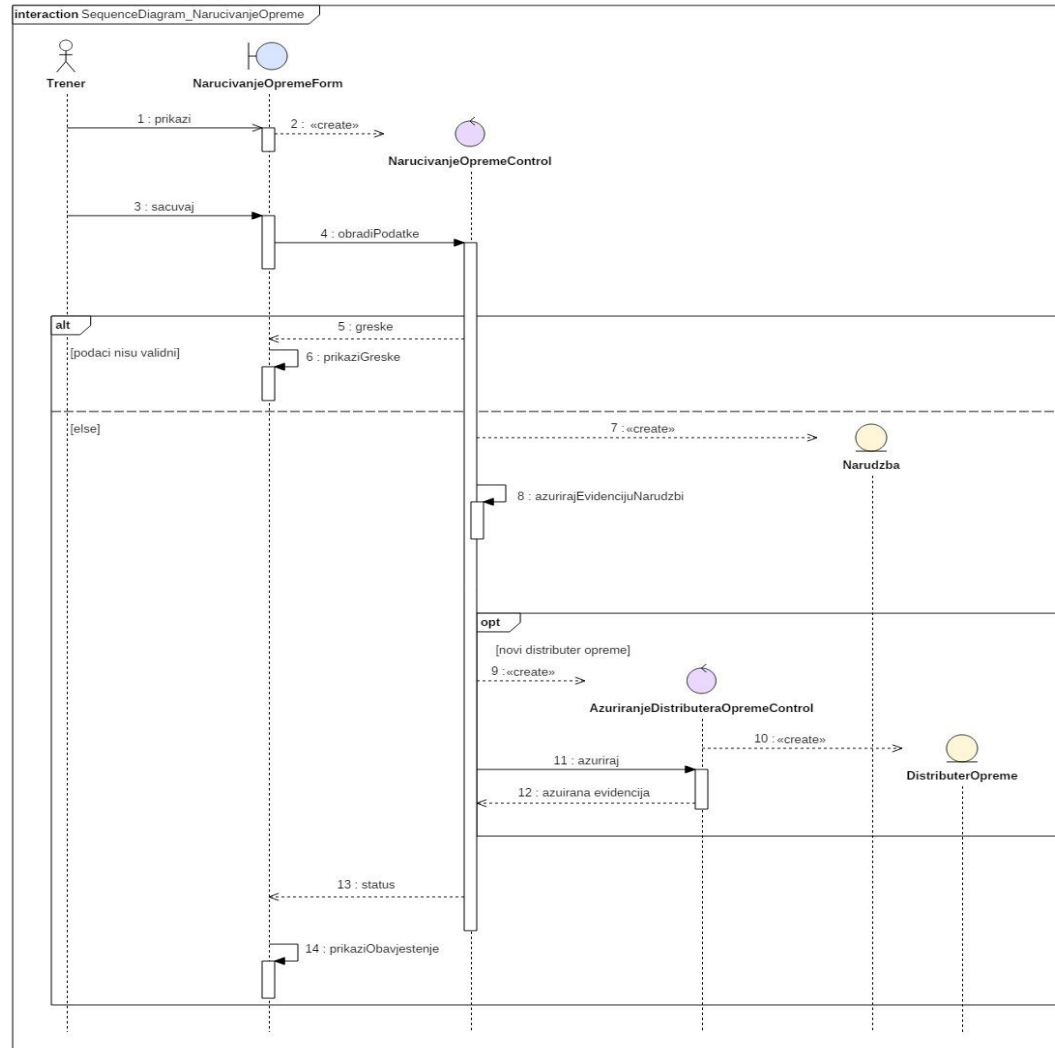 interaction SequenceDiagram_NarucivanjeOpreme
Trener
NarucivanjeOpremeForm
1 : prikazi
2 : «create»
NarucivanjeOpremeControl
3 : sacuvaj
4 : obradiPodatke
alt
5 : greske
[podaci nisu validni]
6 : prikaziGreske
[else]
7 : «create»
Narudzba
8 : azurirajEvidencijuNarudzbi
opt
[novi distributer opreme]
9 : «create»
AzuriranjeDistributeraOpremeControl
10 : «create»
11 : azuriraj
DistributerOpreme
12 : azuirana evidencija
13 : status
14 : prikaziObavjestenje